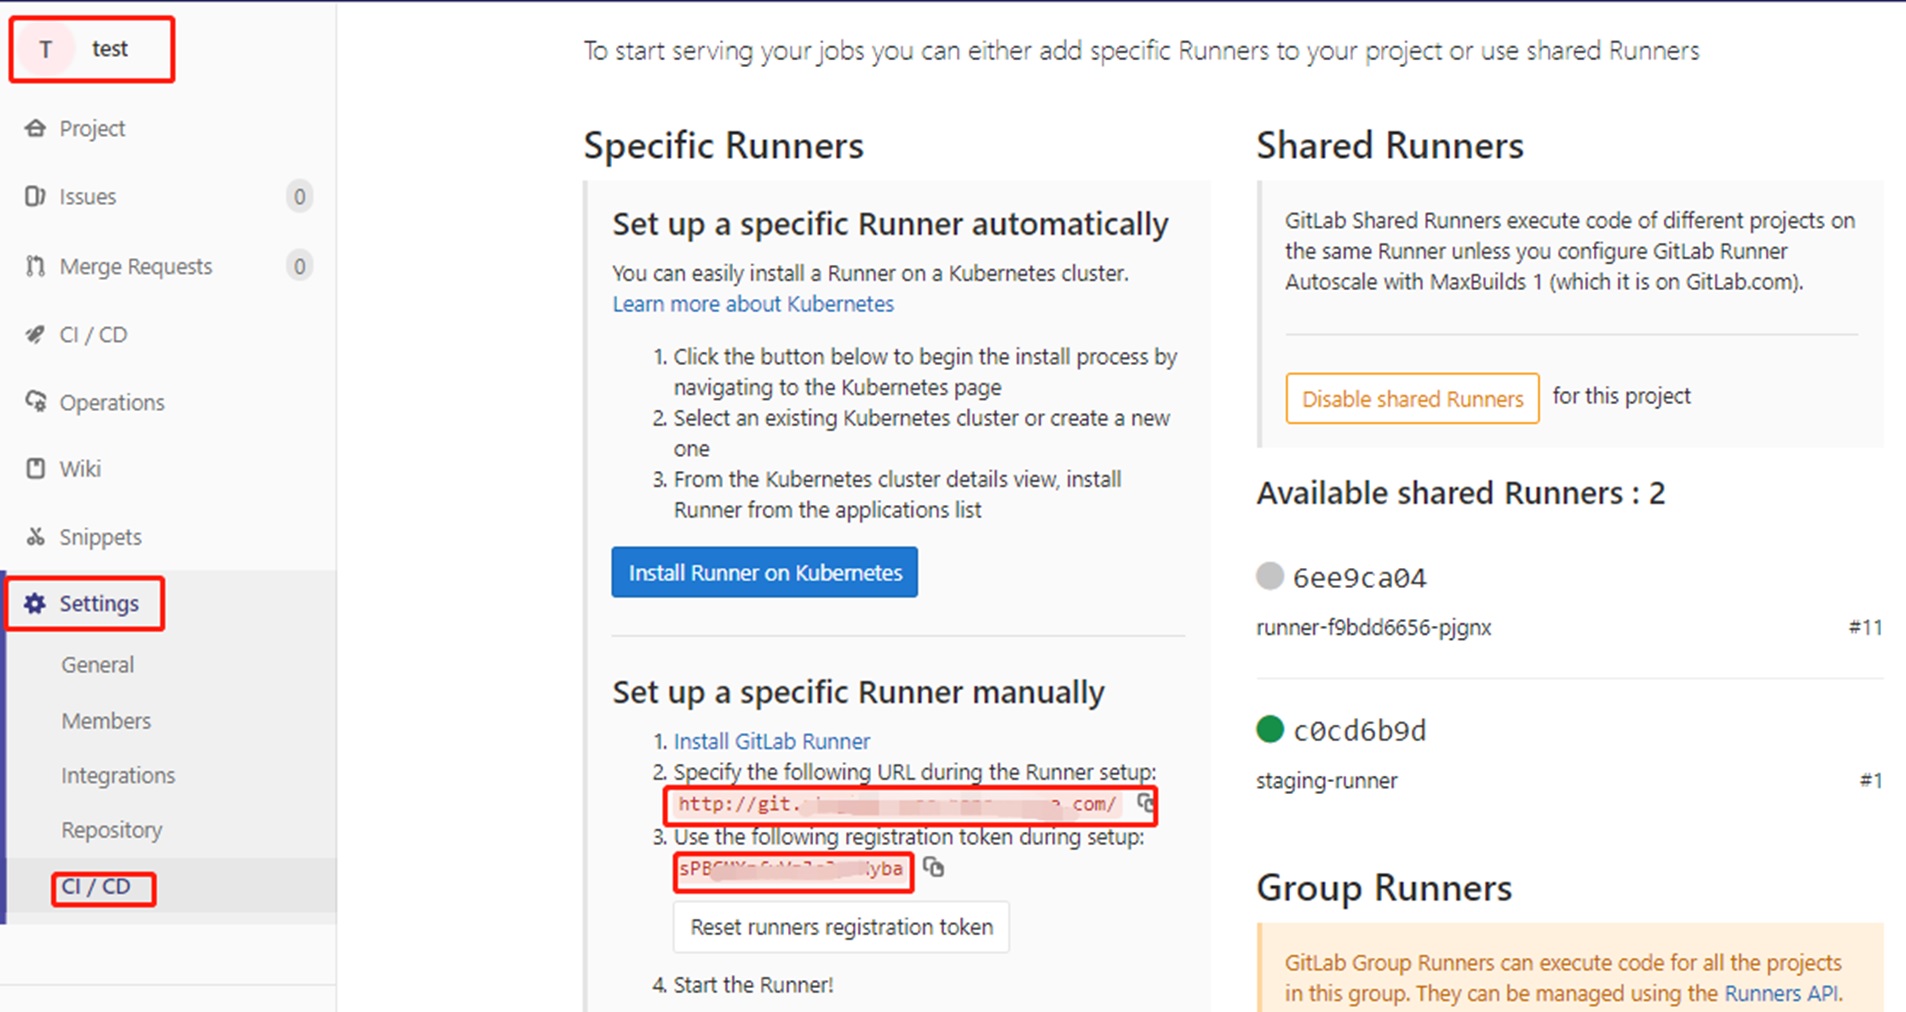 T test
Project
Issues 0
Merge Requests 0
CI / CD
Operations
Wiki
Snippets
Settings
General
Members
Integrations
Repository
CI / CD
To start serving your jobs you can either add specific Runners to your project or use shared Runners
Specific Runners
Set up a specific Runner automatically
You can easily install a Runner on a Kubernetes cluster.
Learn more about Kubernetes
1. Click the button below to begin the install process by
navigating to the Kubernetes page
2. Select an existing Kubernetes cluster or create a new
one
3. From the Kubernetes cluster details view, install
Runner from the applications list
Install Runner on Kubernetes
Set up a specific Runner manually
1. Install GitLab Runner
2. Specify the following URL during the Runner setup:
http://git. com/
3. Use the following registration token during setup:
Reset runners registration token
4. Start the Runner!
Shared Runners
GitLab Shared Runners execute code of different projects on
the same Runner unless you configure GitLab Runner
Autoscale with MaxBuilds 1 (which it is on GitLab.com).
Disable shared Runners for this project
Available shared Runners : 2
6ee9ca04
runner-f9bdd6656-pjgnx #11
c0cd6b9d
staging-runner #1
Group Runners
GitLab Group Runners can execute code for all the projects
in this group. They can be managed using the Runners API.